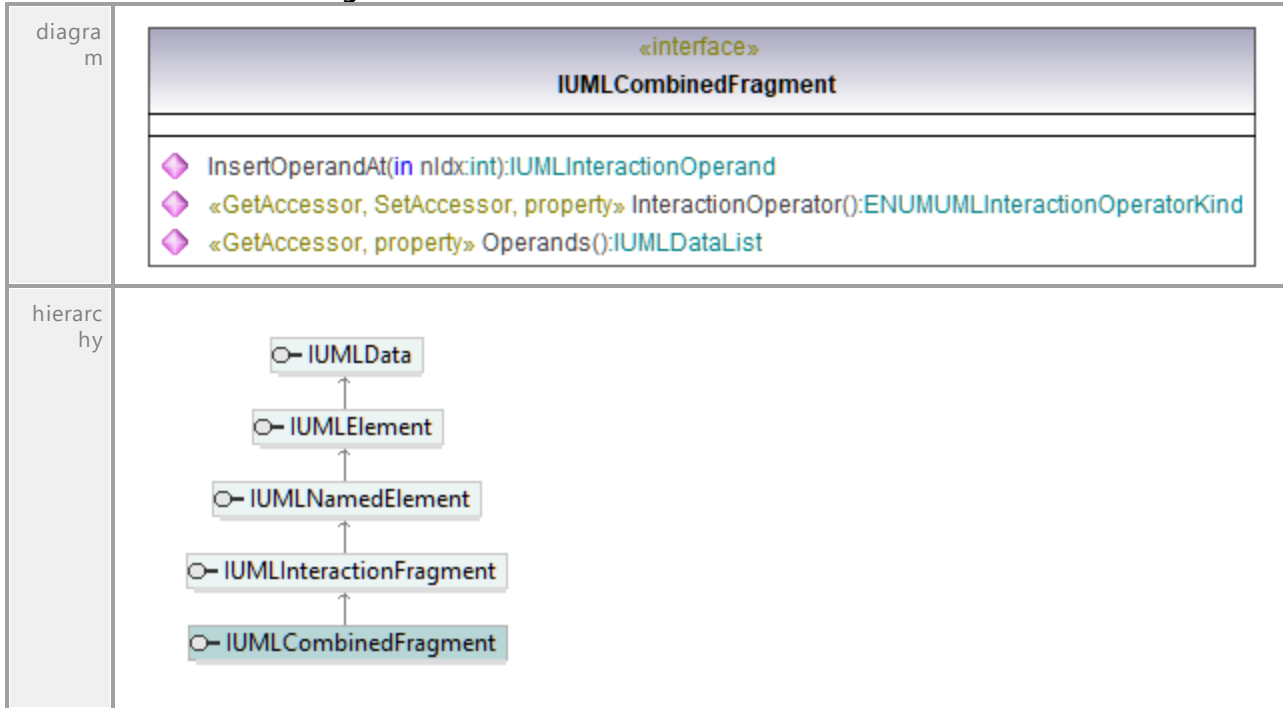 diagra
m
«interface»
IUMLCombinedFragment
InsertOperandAt(in nIdx:int):IUMLInteractionOperand
«GetAccessor, SetAccessor, property» InteractionOperator():ENUMUMLInteractionOperatorKind
«GetAccessor, property» Operands():IUMLDataList
hierarc
hy
IUMLData
IUMLElement
IUMLNamedElement
IUMLInteractionFragment
IUMLCombinedFragment